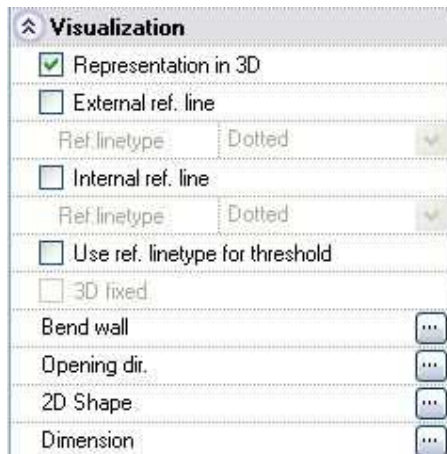 Visualization
Representation in 3D
External ref. line
Ref.linetype Dotted
Internal ref. line
Ref.linetype Dotted
Use ref. linetype for threshold
3D fixed
Bend wall ...
Opening dir. ...
2D Shape ...
Dimension ...